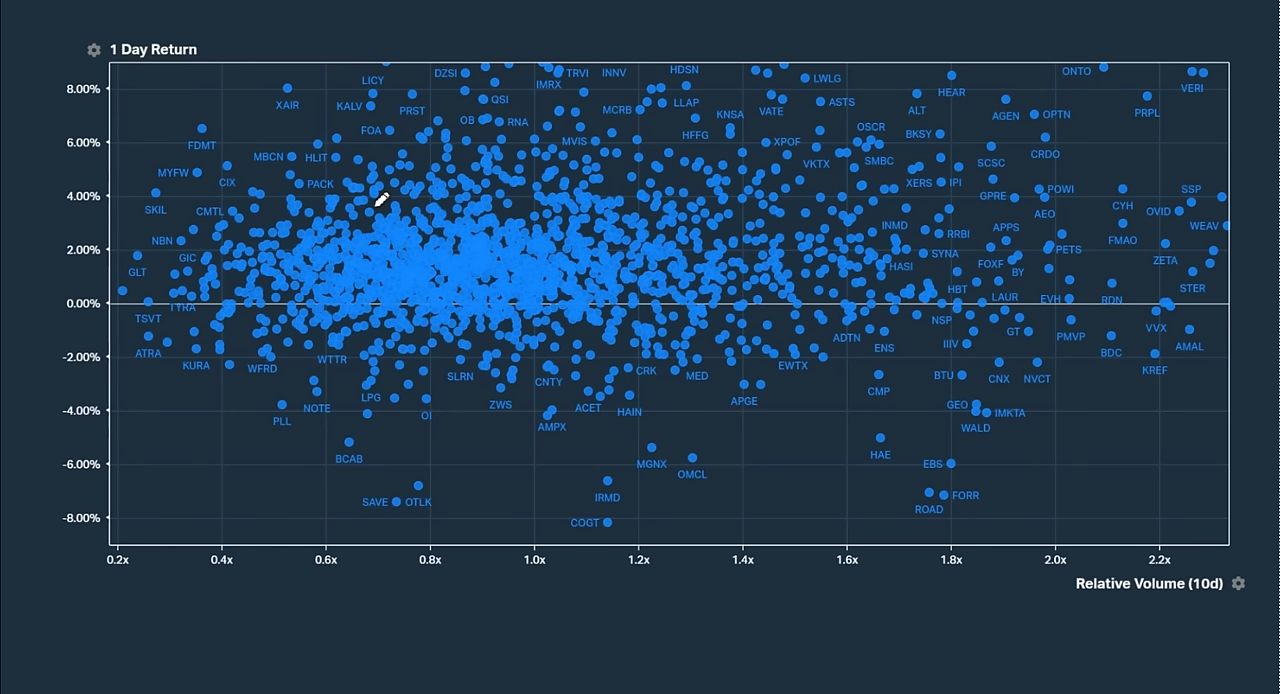 1 Day Return
8.00%
6.00%
4.00%
2.00%
0.00%
-2.00%
-4.00%
-6.00%
-8.00%
LICY DZSI IMRX TRVI INNV HDSN LWLG HEAR ONTO VERI
XAIR KALV PRST QSI MCRB LLAP VATE ASTS ALT AGEN OPTN PRPL
FOA OB RNA KNSA OSCR
FDMT MVIS HFFG XPOF BKSY
MBCN HLIT VKTX SMBC SCSC CRDO
MYFW CIX PACK XERS IPI GPRE POWI SSP
SKIL CMTL AEO CYH OVID
NBN INMD RRBI APPS WEAV
FMAO
GLT GIC HASI SYNA FOXF BY PETS ZETA
TYRA HBT LAUR EVH RDN STER
TSVT NSP GT VVX
ATRA ADTN ENS IIIV PMVP AMAL
KURA WFRD WTTR CRK EWTX BDC
SLRN CNTY MED BTU CNX NVCT KREF
LPG CMP
PLL NOTE OI ZWS ACET HAIN APGE GEO IMKTA
AMPX WALD
BCAB MGNX OMCL HAE EBS
SAVE OTLK IRMD ROAD FORR
COGT
0.2x 0.4x 0.6x 0.8x 1.0x 1.2x 1.4x 1.6x 1.8x 2.0x 2.2x
Relative Volume (10d)